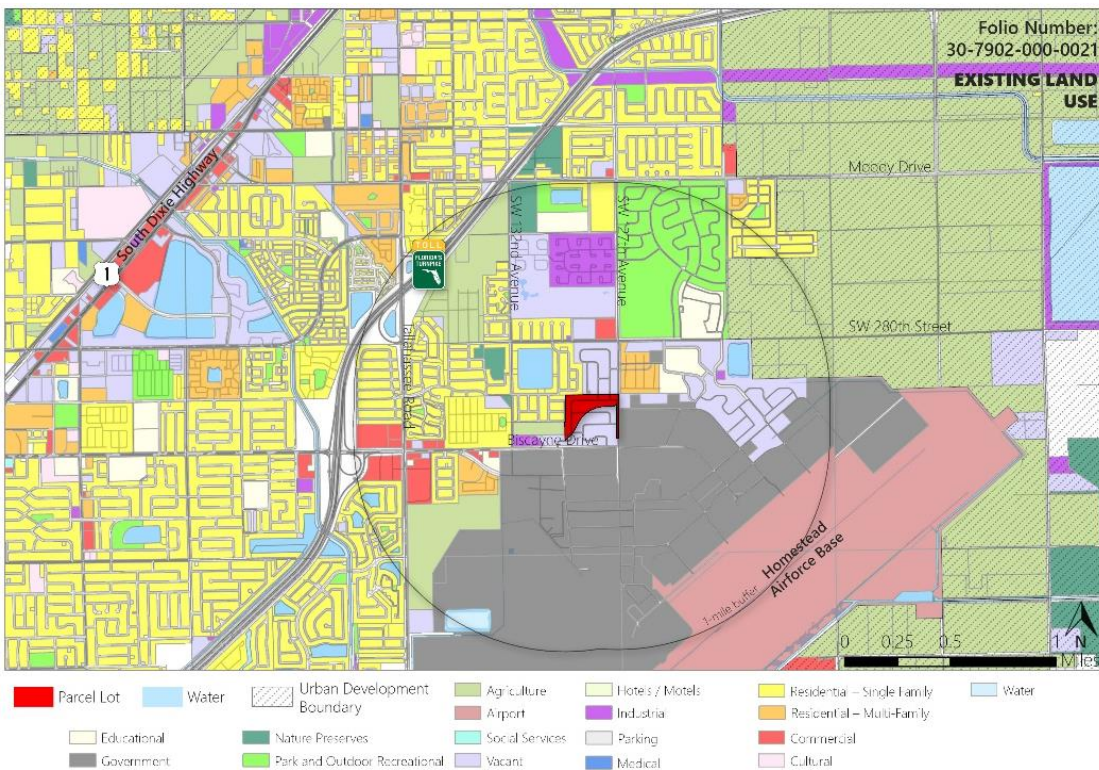 Folio Number:
30-7902-000-0021
EXISTING LAND
USE
Moody Drive
South Dixie Highway
SW 132nd Avenue
SW 127th Avenue
TOLL
FLORIDA'S
TURNPIKE
1
SW 280th Street
Tallahassee Road
Biscayne Drive
Homestead
Airforce Base
1-mile buffer
N
0 0.25 0.5 1
Miles
Parcel Lot
Water
Urban Development
Boundary
Agriculture
Hotels / Motels
Residential – Single Family
Water
Airport
Industrial
Residential – Multi-Family
Educational
Nature Preserves
Social Services
Parking
Commercial
Government
Park and Outdoor Recreational
Vacant
Medical
Cultural